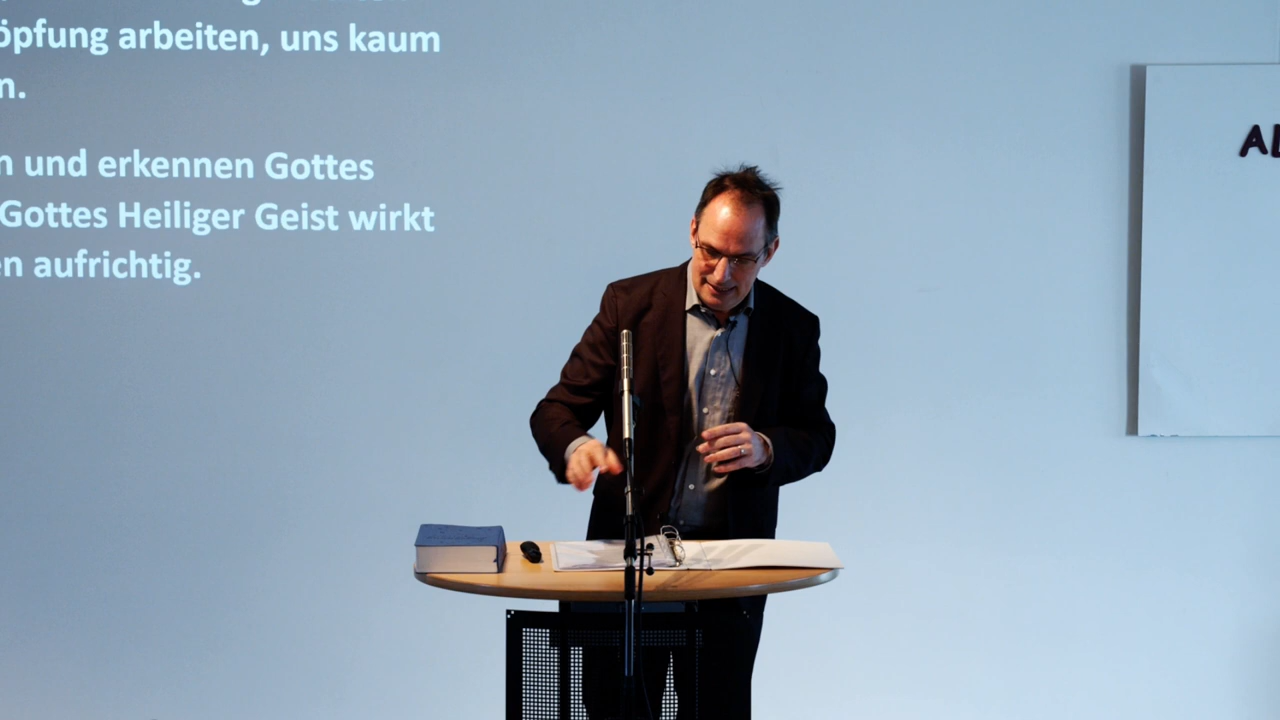 öpfung arbeiten, uns kaum
n.
n und erkennen Gottes
Gottes Heiliger Geist wirkt
en aufrichtig.